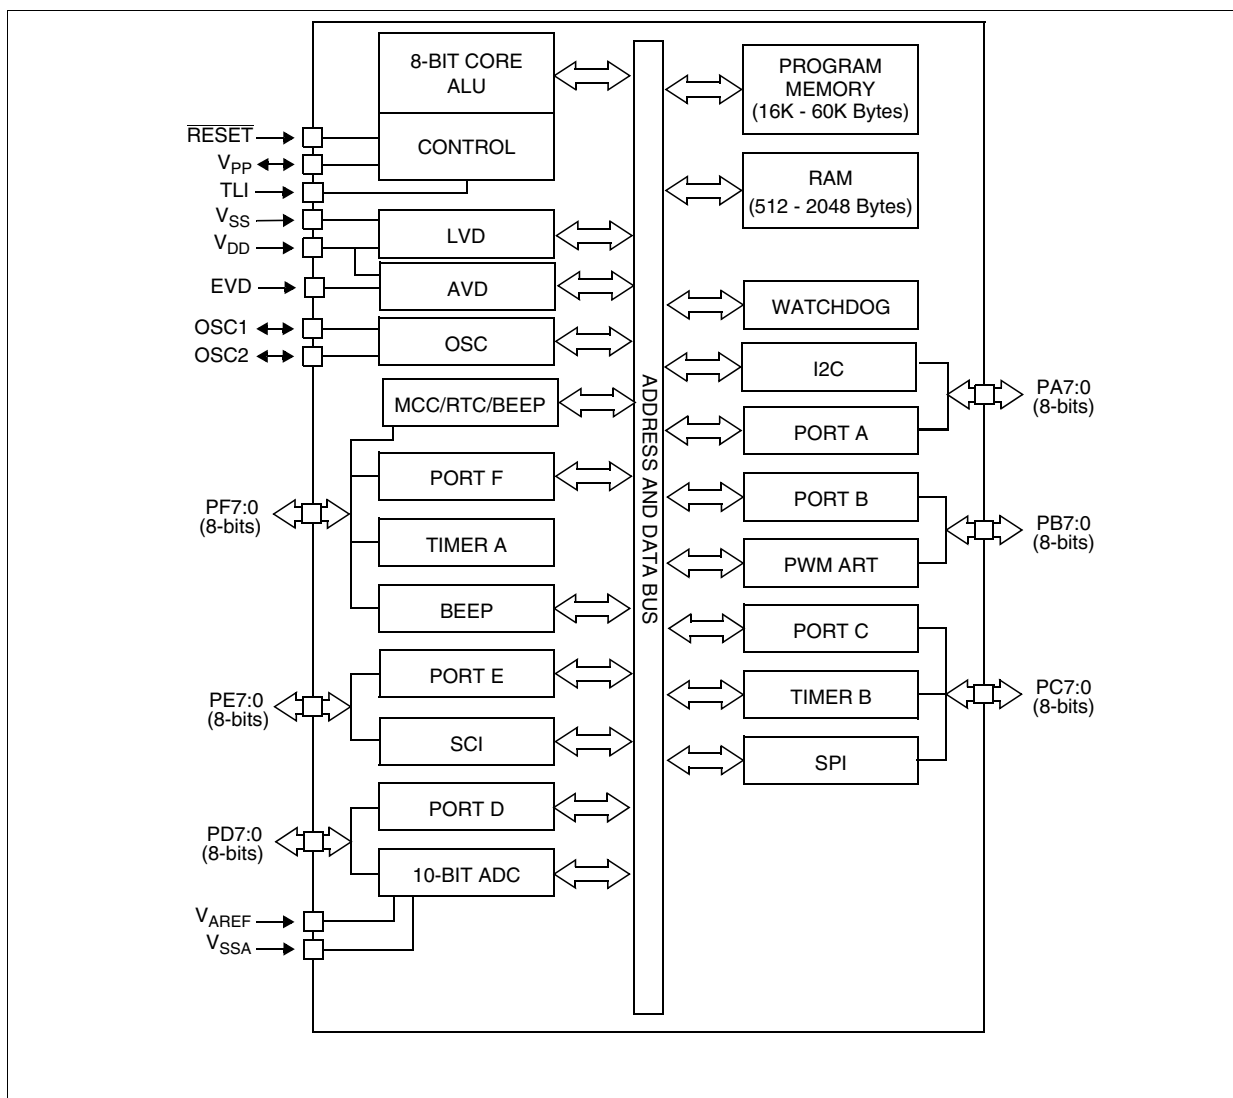 8-BIT CORE
ALU
CONTROL
RESET
VPP
TLI
VSS
VDD
EVD
OSC1
OSC2
LVD
AVD
OSC
MCC/RTC/BEEP
PORT F
TIMER A
BEEP
PF7:0
(8-bits)
PORT E
SCI
PE7:0
(8-bits)
PORT D
10-BIT ADC
PD7:0
(8-bits)
VAREF
VSSA
ADDRESS AND DATA BUS
PROGRAM
MEMORY
(16K - 60K Bytes)
RAM
(512 - 2048 Bytes)
WATCHDOG
I2C
PORT A
PA7:0
(8-bits)
PORT B
PWM ART
PB7:0
(8-bits)
PORT C
TIMER B
SPI
PC7:0
(8-bits)